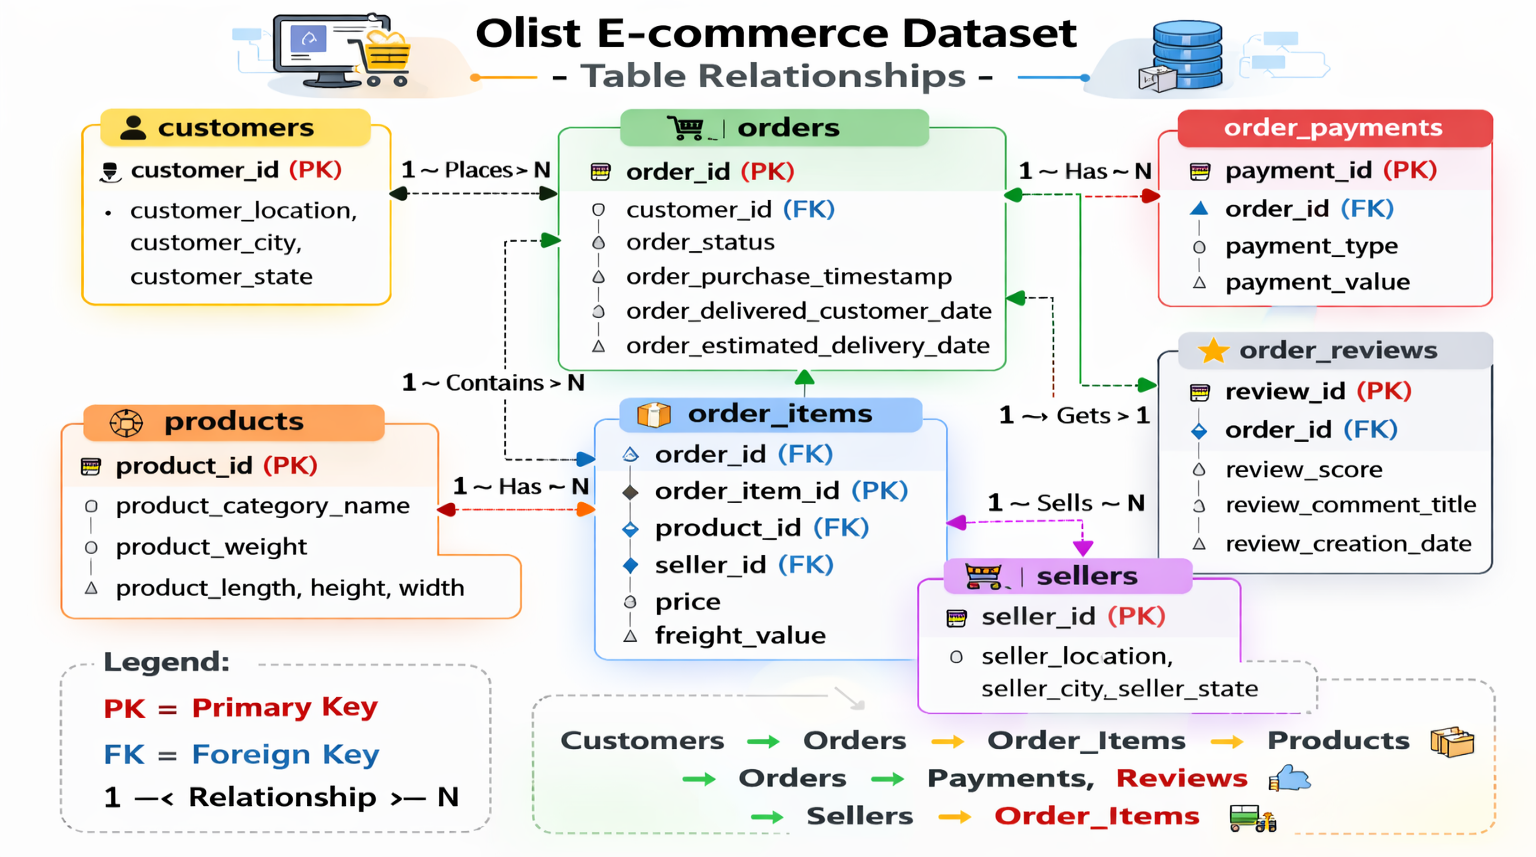 Olist E-commerce Dataset
– Table Relationships –
customers
customer_id (PK)
customer_location,
customer_city,
customer_state
1 ~ Places > N
orders
order_id (PK)
customer_id (FK)
order_status
order_purchase_timestamp
order_delivered_customer_date
order_estimated_delivery_date
1 ~ Has ~ N
order_payments
payment_id (PK)
order_id (FK)
payment_type
payment_value
1 ~ Contains > N
1 ~› Gets > 1
order_reviews
review_id (PK)
order_id (FK)
review_score
review_comment_title
review_creation_date
products
product_id (PK)
product_category_name
product_weight
product_length, height, width
1 ~ Has ~ N
order_items
order_id (FK)
order_item_id (PK)
product_id (FK)
seller_id (FK)
price
freight_value
1 ~ Sells ~ N
sellers
seller_id (PK)
seller_location,
seller_city_seller_state
Legend:
PK = Primary Key
FK = Foreign Key
1 —< Relationship >— N
Customers → Orders → Order_Items → Products
→ Orders → Payments, Reviews
→ Sellers → Order_Items